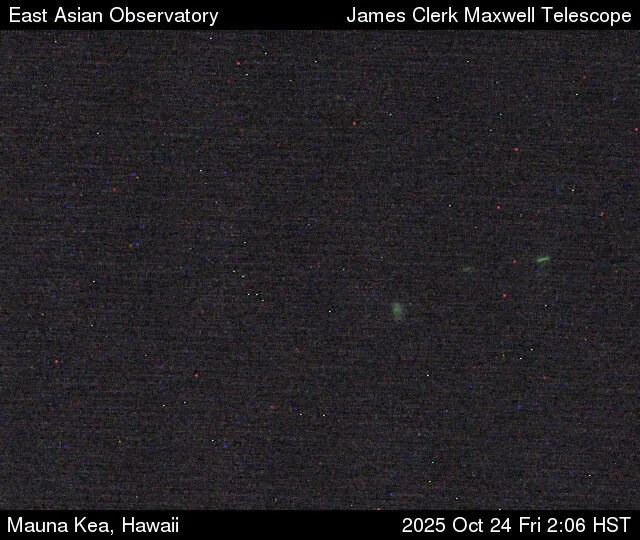 East Asian Observatory
James Clerk Maxwell Telescope
Mauna Kea, Hawaii
2025 Oct 24 Fri 2:06 HST